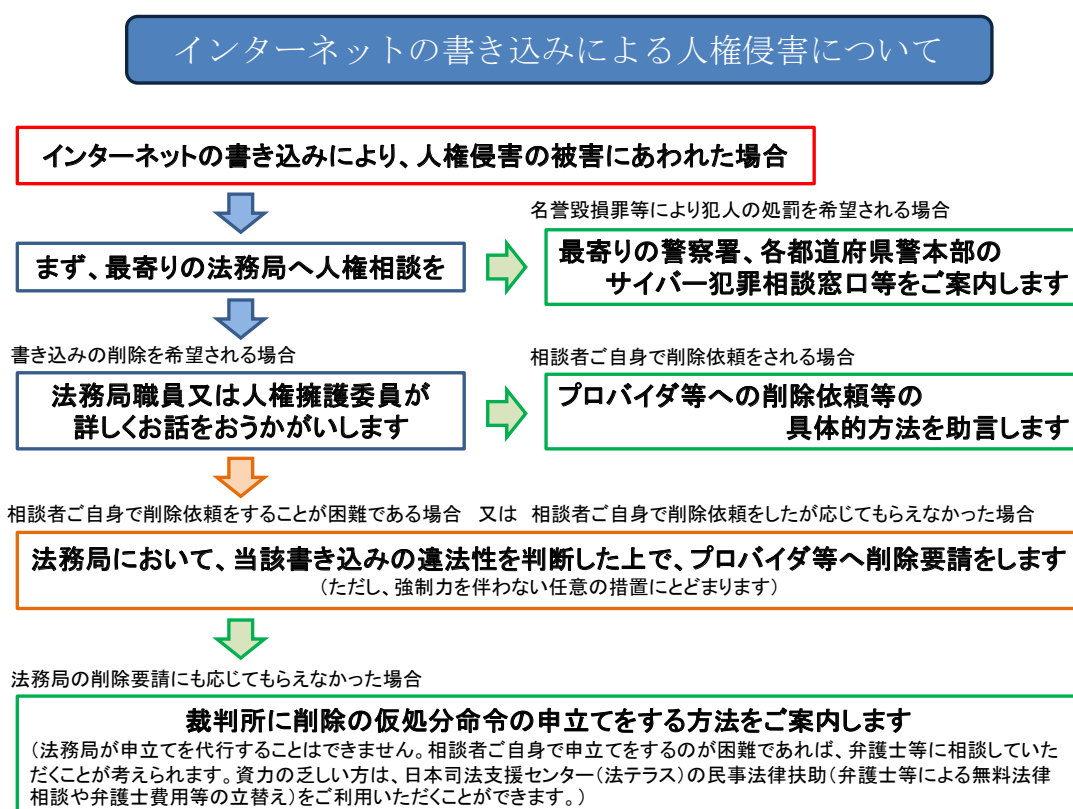 インターネットの書き込みによる人権侵害について
インターネットの書き込みにより、人権侵害の被害にあわれた場合
名誉毀損罪等により犯人の処罰を希望される場合
まず、最寄りの法務局へ人権相談を
最寄りの警察署、各都道府県警本部の
サイバー犯罪相談窓口等をご案内します
書き込みの削除を希望される場合
相談者ご自身で削除依頼をされる場合
法務局職員又は人権擁護委員が
詳しくお話をおうかがいします
プロバイダ等への削除依頼等の
具体的方法を助言します
相談者ご自身で削除依頼をすることが困難である場合　又は　相談者ご自身で削除依頼をしたが応じてもらえなかった場合
法務局において、当該書き込みの違法性を判断した上で、プロバイダ等へ削除要請をします
（ただし、強制力を伴わない任意の措置にとどまります）
法務局の削除要請にも応じてもらえなかった場合
裁判所に削除の仮処分命令の申立てをする方法をご案内します
（法務局が申立てを代行することはできません。相談者ご自身で申立てをするのが困難であれば、弁護士等に相談していた
だくことが考えられます。資力の乏しい方は、日本司法支援センター（法テラス）の民事法律扶助（弁護士等による無料法律
相談や弁護士費用等の立替え）をご利用いただくことができます。）